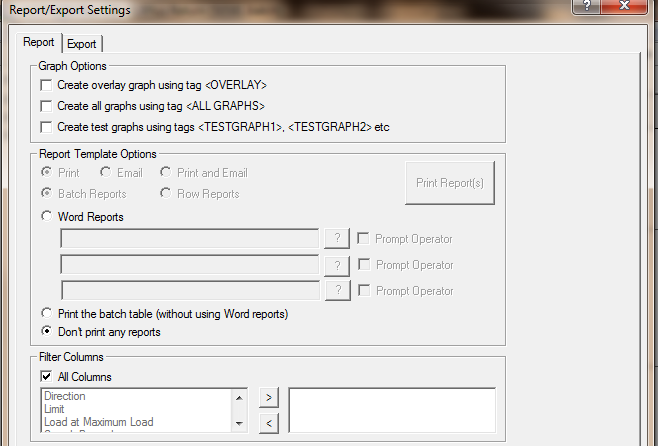 Report/Export Settings
?
X
Report
Export
Graph Options
Create overlay graph using tag <OVERLAY>
Create all graphs using tag <ALL GRAPHS>
Create test graphs using tags <TESTGRAPH1>, <TESTGRAPH2> etc
Report Template Options
Print Email Print and Email
Print Report(s)
Batch Reports Row Reports
Word Reports
? Prompt Operator
? Prompt Operator
? Prompt Operator
Print the batch table (without using Word reports)
Don't print any reports
Filter Columns
All Columns
Direction
Limit
Load at Maximum Load
>
<